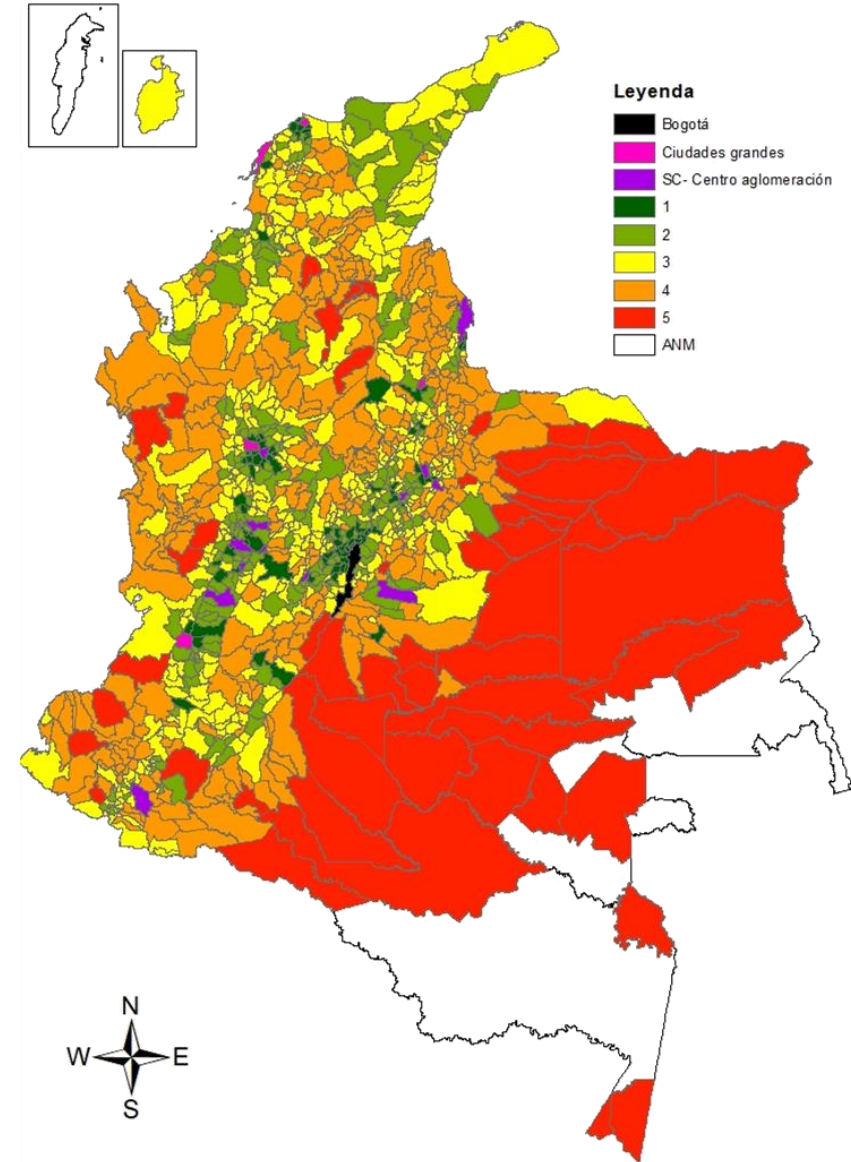 Leyenda
Bogotá
Ciudades grandes
SC- Centro aglomeración
1
2
3
4
5
ANM
N
W E
S